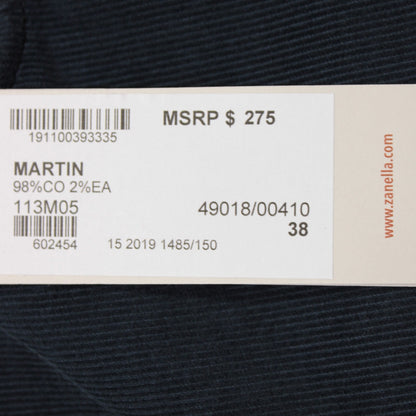 MSRP $ 275
191100393335
MARTIN
98%CO 2%EA
113M05 49018/00410
38
602454 15 2019 1485/150
www.zanella.com